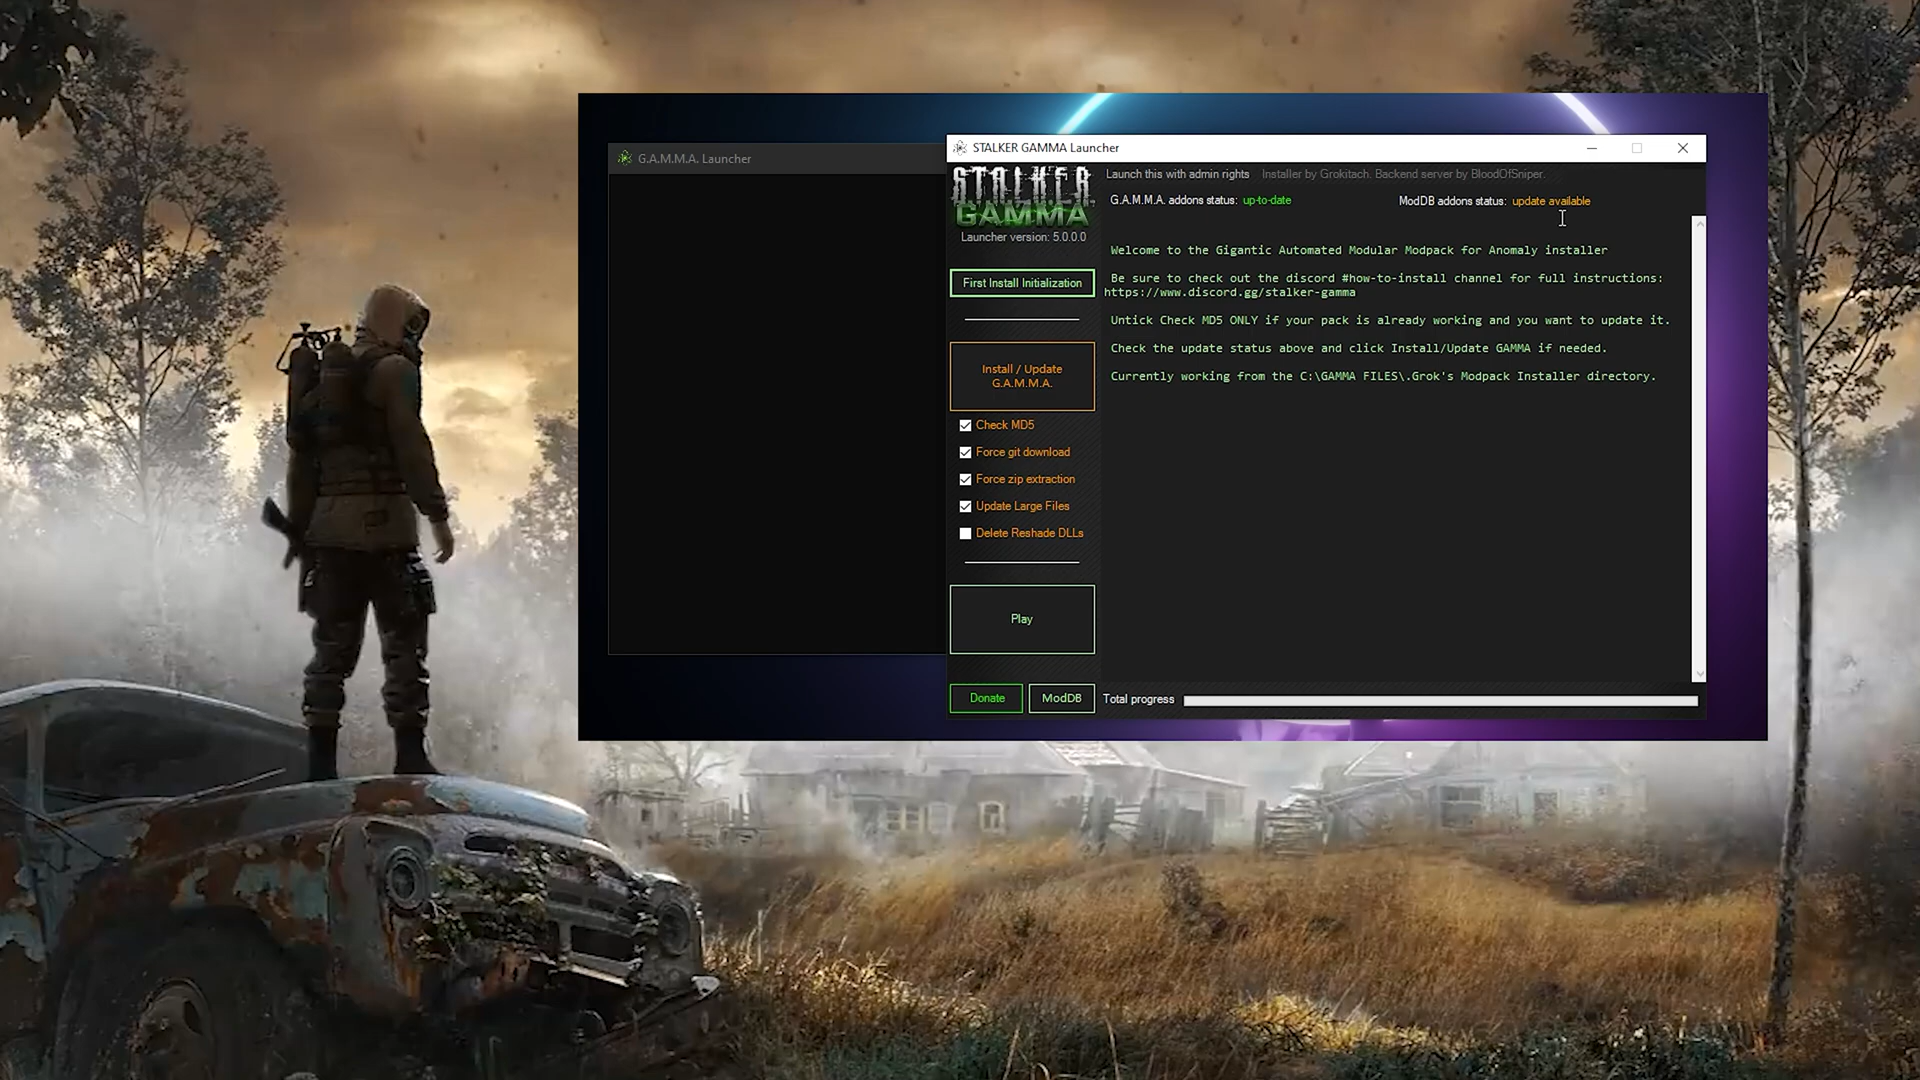 G.A.M.M.A. Launcher
STALKER GAMMA Launcher
STALKER
GAMMA
Launcher version: 5.0.0.0
Launch this with admin rights
Installer by Grokitach. Backend server by BloodOfSniper.
G.A.M.M.A. addons status: up-to-date
ModDB addons status: update available
First Install Initialization
Install / Update
G.A.M.M.A.
Check MD5
Force git download
Force zip extraction
Update Large Files
Delete Reshade DLLs
Play
Donate
ModDB
Welcome to the Gigantic Automated Modular Modpack for Anomaly installer
Be sure to check out the discord #how-to-install channel for full instructions:
https://www.discord.gg/stalker-gamma
Untick Check MD5 ONLY if your pack is already working and you want to update it.
Check the update status above and click Install/Update GAMMA if needed.
Currently working from the C:\GAMMA FILES\.Grok's Modpack Installer directory.
Total progress